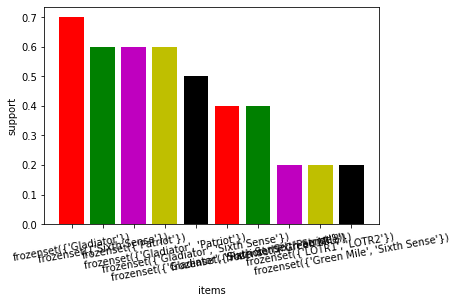 0.7
0.6
0.5
0.4
0.3
0.2
0.1
0.0
support
frozenset({'Gladiator'})
frozenset({'Sixth Sense'})
frozenset({'Patriot'})
frozenset({'Gladiator', 'Patriot'})
frozenset({'Gladiator', 'Sixth Sense'})
frozenset({'LOTR1', 'LOTR2'})
frozenset({'Green Mile', 'Sixth Sense'})
items